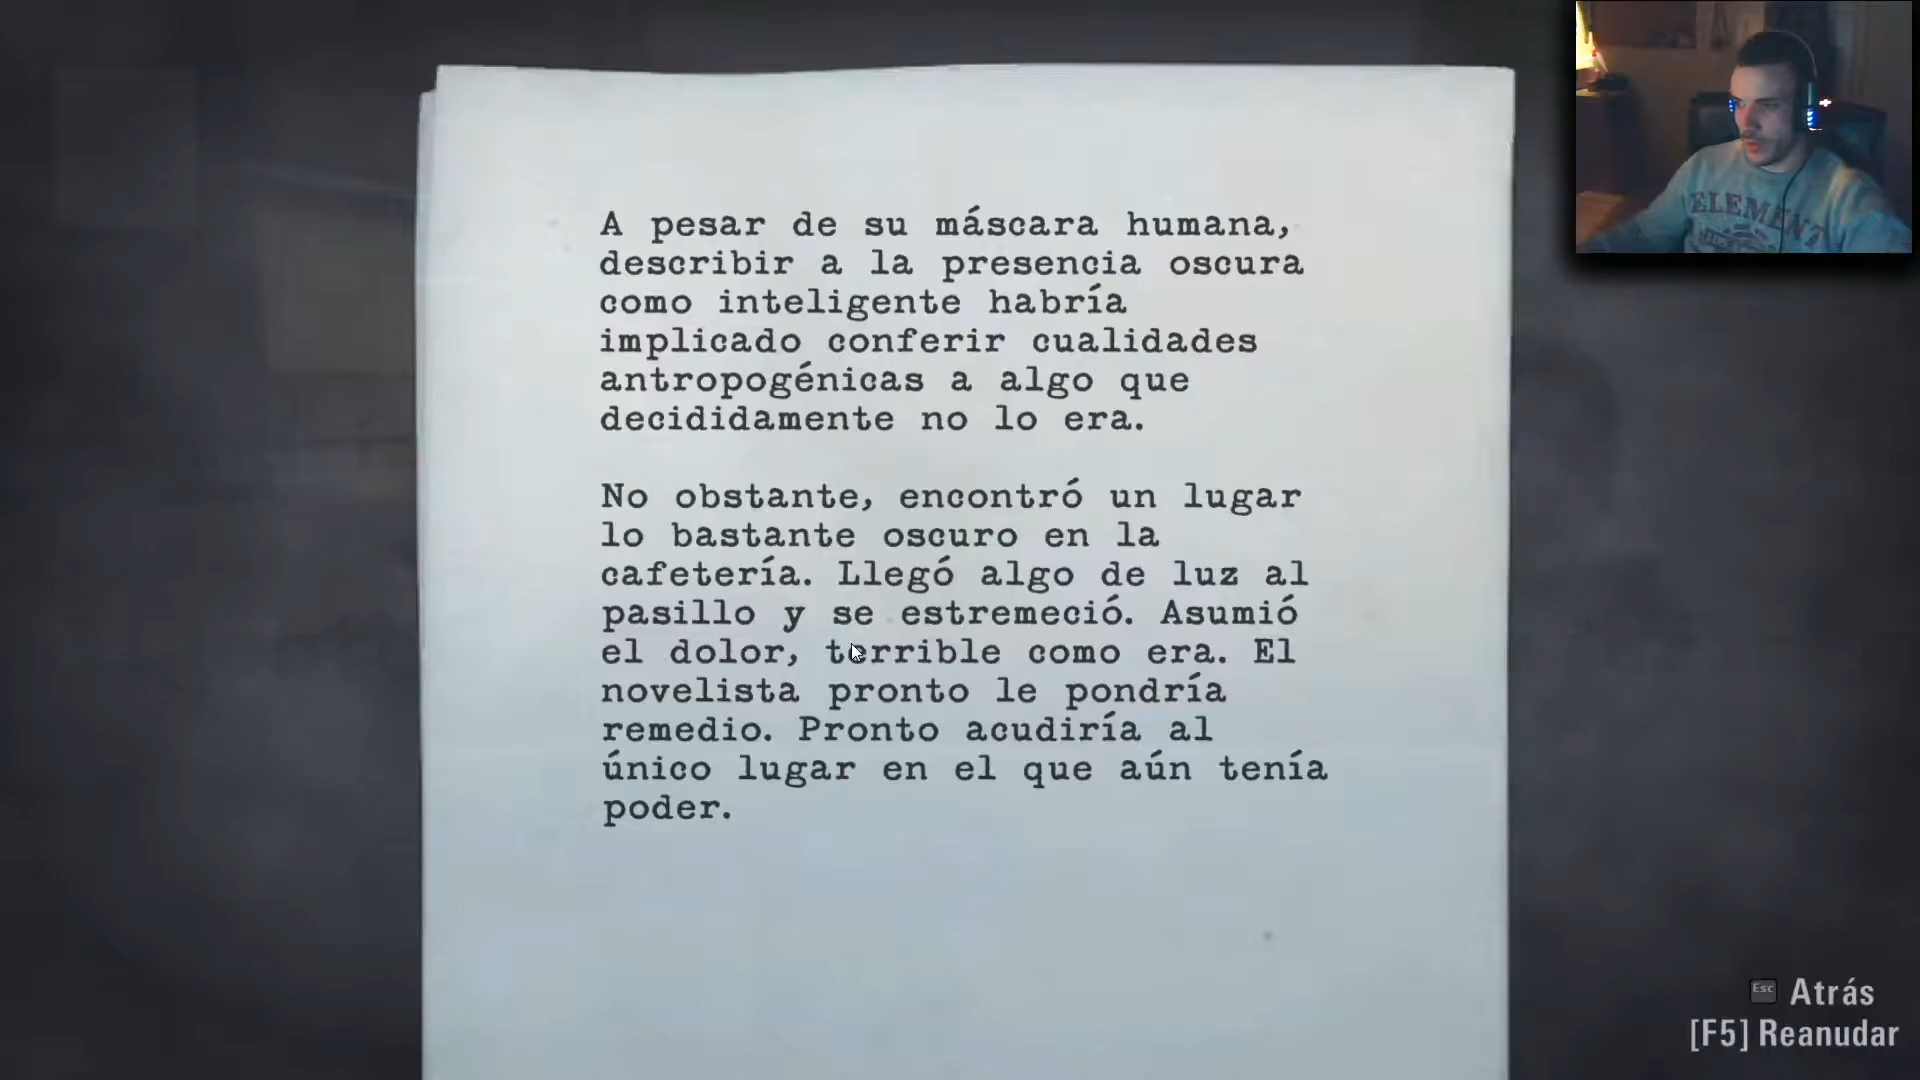 A pesar de su máscara humana,
describir a la presencia oscura
como inteligente habría
implicado conferir cualidades
antropogénicas a algo que
decididamente no lo era.
No obstante, encontró un lugar
lo bastante oscuro en la
cafetería. Llegó algo de luz al
pasillo y se estremeció. Asumió
el dolor, terrible como era. El
novelista pronto le pondría
remedio. Pronto acudiría al
único lugar en el que aún tenía
poder.
ELEMENT
Esc Atrás
[F5] Reanudar